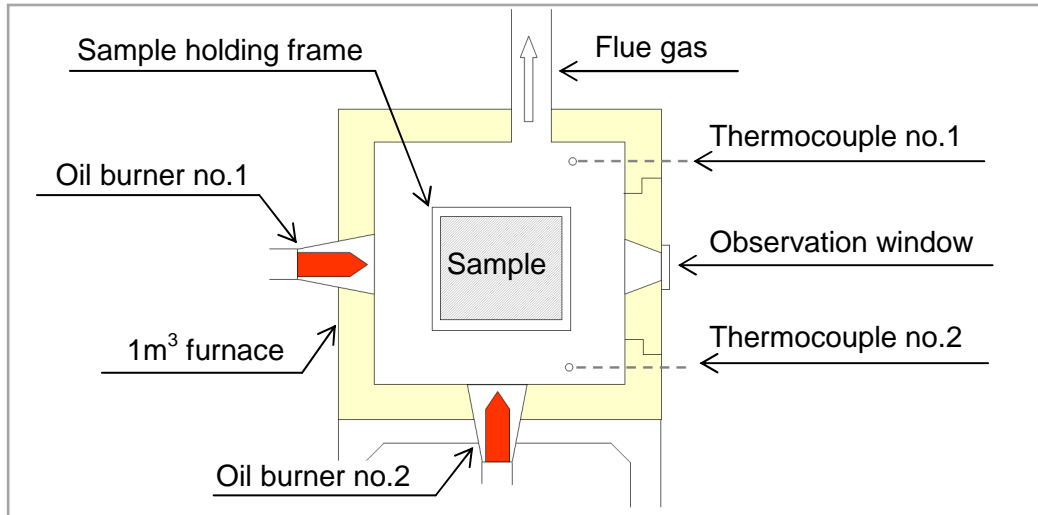 Sample holding frame
Flue gas
Thermocouple no.1
Oil burner no.1
Observation window
Sample
Thermocouple no.2
1m³ furnace
Oil burner no.2